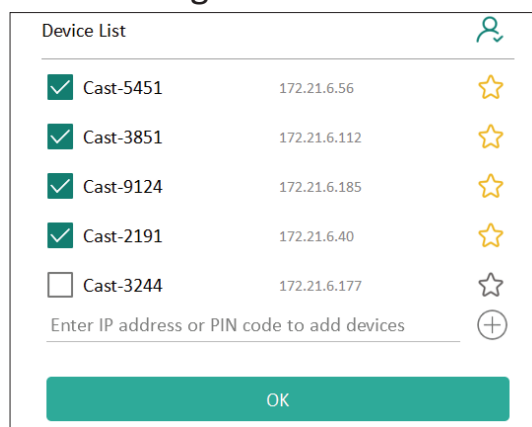 Device List
Cast-5451 172.21.6.56
Cast-3851 172.21.6.112
Cast-9124 172.21.6.185
Cast-2191 172.21.6.40
Cast-3244 172.21.6.177
Enter IP address or PIN code to add devices
OK